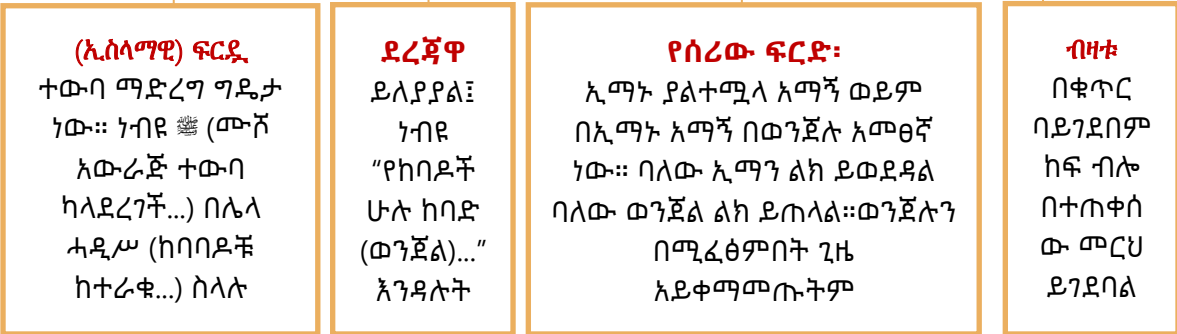 (ኢስላማዊ) ፍርዷ
ተውባ ማድረግ ግዴታ
ነው። ነብዩ ﷺ (ሙሾ
አውራጅ ተውባ
ካላደረገች...) በሌላ
ሓዲሥ (ከባባዶቹ
ከተራቁ...) ስላሉ
ደረጃዋ
ይለያያል፤
ነብዩ
“የከባዶች
ሁሉ ከባድ
(ወንጀል)...”
እንዳሉት
የሰሪው ፍርድ፡
ኢማኑ ያልተሟላ አማኝ ወይም
በኢማኑ አማኝ በወንጀሉ አመፀኛ
ነው። ባለው ኢማን ልክ ይወደዳል
ባለው ወንጀል ልክ ይጠላል።ወንጀሉን
በሚፈፅምበት ጊዜ
አይቀማመጡትም
ብዛቱ
በቁጥር
ባይገደበም
ከፍ ብሎ
በተጠቀሰ
ው መርህ
ይገደባል